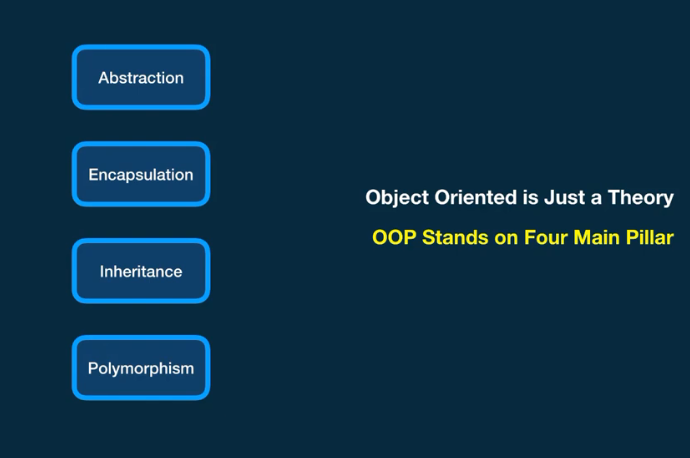 Abstraction
Encapsulation
Inheritance
Polymorphism
Object Oriented is Just a Theory
OOP Stands on Four Main Pillar